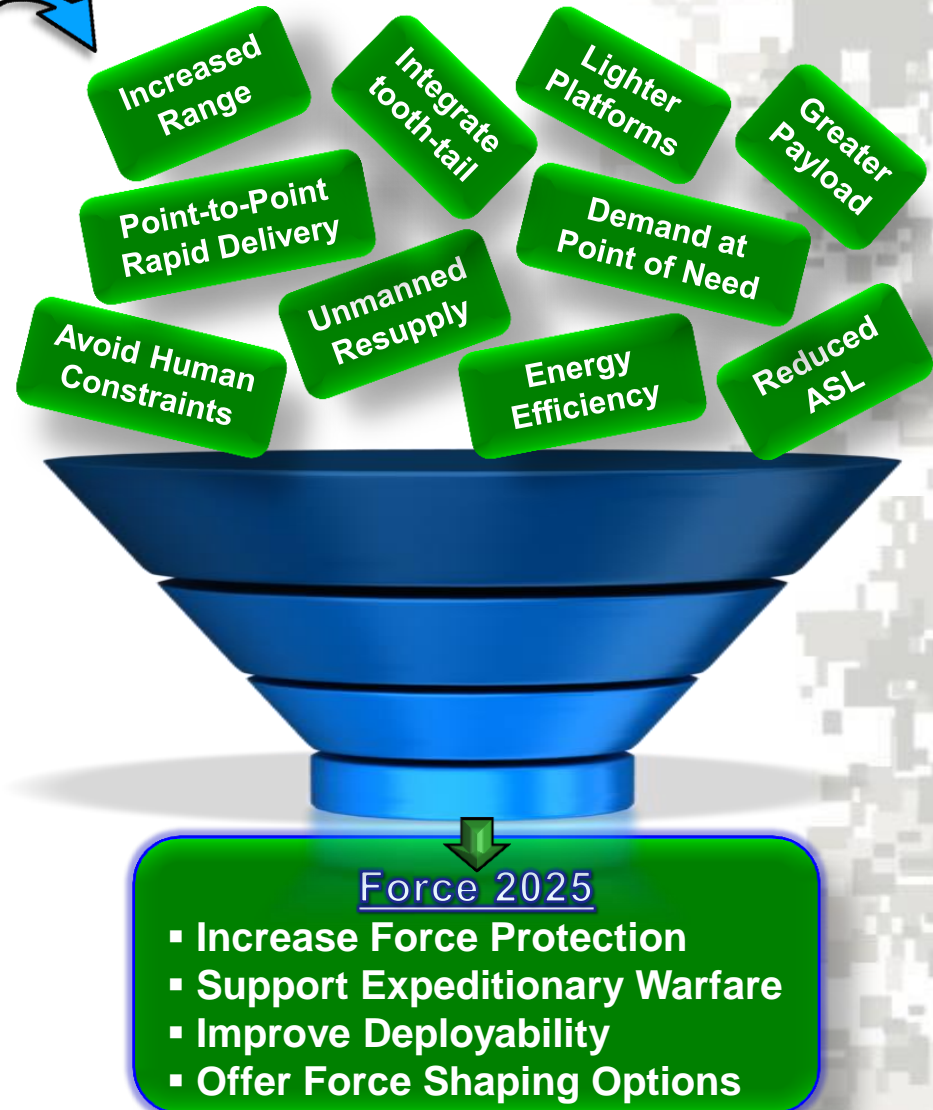 Increased
Range
Integrate
tooth-tail
Lighter
Platforms
Greater
Payload
Point-to-Point
Rapid Delivery
Demand at
Point of Need
Unmanned
Resupply
Avoid Human
Constraints
Energy
Efficiency
Reduced
ASL
Force 2025
▪ Increase Force Protection
▪ Support Expeditionary Warfare
▪ Improve Deployability
▪ Offer Force Shaping Options